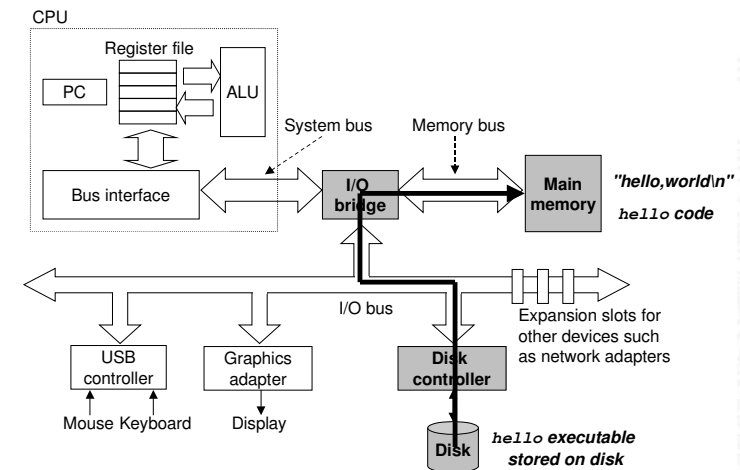 CPU
Register file
PC
ALU
System bus
Memory bus
Bus interface
I/O
bridge
Main
memory
"hello,world\n"
hello code
I/O bus
Expansion slots for
other devices such
as network adapters
USB
controller
Graphics
adapter
Disk
controller
Mouse Keyboard
Display
Disk
hello executable
stored on disk